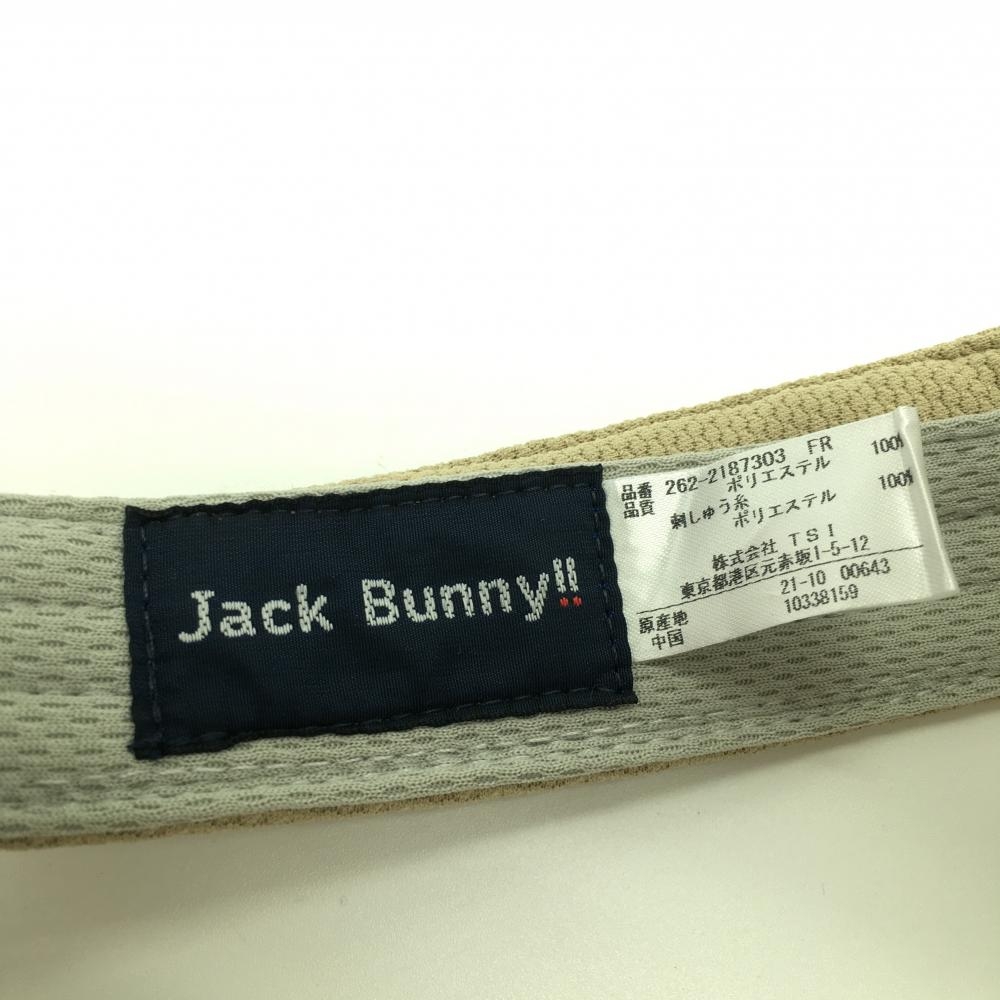 Jack Bunny!!
品番 262-2187303 FR
品質 ポリエステル 100%
刺しゅう糸
ポリエステル 100%
株式会社 TSI
東京都港区元赤坂1-5-12
21-10 00643
10338159
原産地
中国